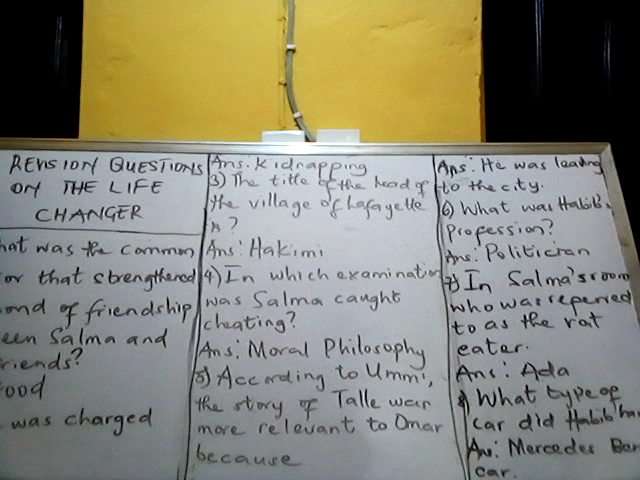 REVISION QUESTIONS
ON THE LIFE
CHANGER
hat was the common
or that strengthened
ond of friendship
een Salma and
riends?
ood
was charged
Ans. Kidnapping
3) The title of the head of
the village of Lafayette
is?
Ans: Hakimi
4) In which examination
was Salma caught
cheating?
Ans: Moral Philosophy
5) According to Ummi,
the story of Talle was
more relevant to Omar
because
Ans: He was leaving
to the city.
6) What was Habib's
Profession?
Ans: Politician
7) In Salma's room
who was referred
to as the rat
eater.
Ans: Ada
8) What type of
car did Habib ha
Ans: Mercedes Ben
car.